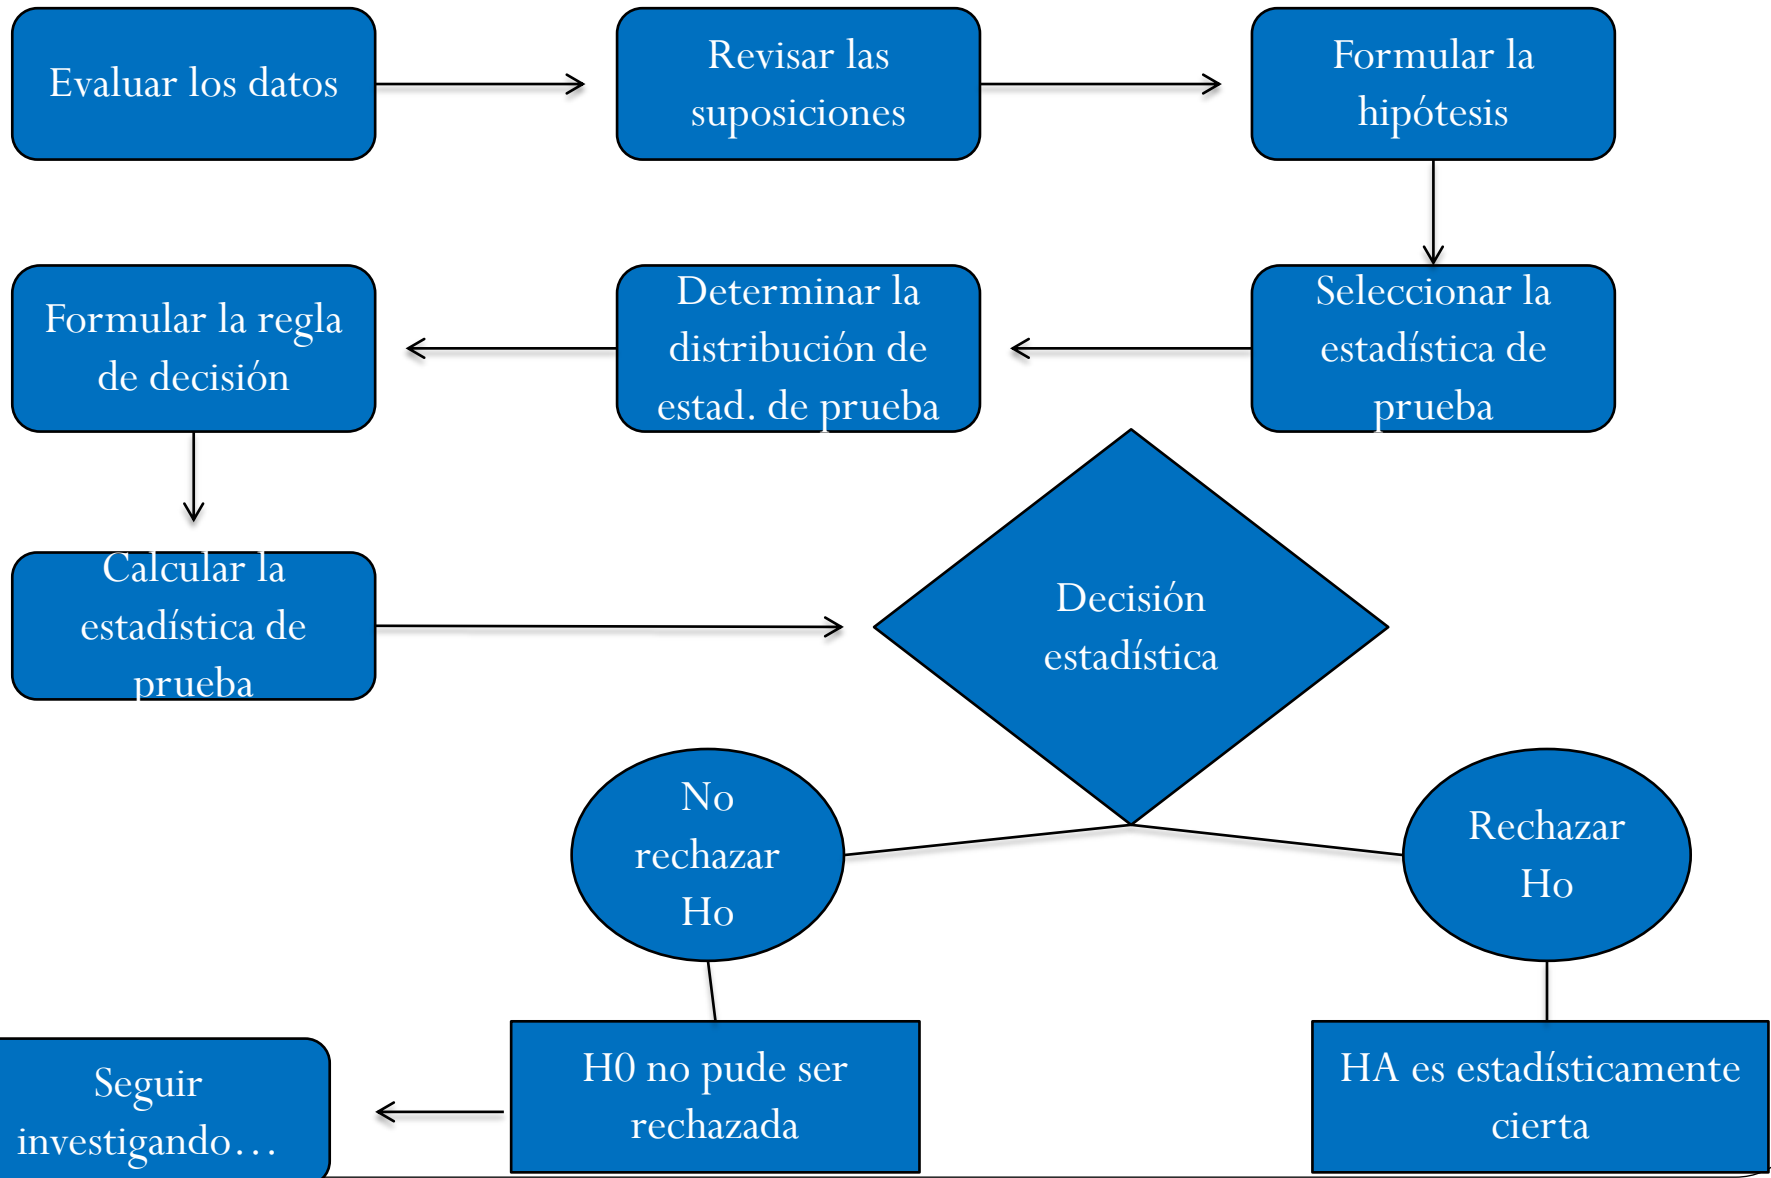 Evaluar los datos
Revisar las
suposiciones
Formular la
hipótesis
Seleccionar la
estadística de
prueba
Determinar la
distribución de
estad. de prueba
Formular la regla
de decisión
Calcular la
estadística de
prueba
Decisión
estadística
No
rechazar
Ho
Rechazar
Ho
H0 no pude ser
rechazada
HA es estadísticamente
cierta
Seguir
investigando…